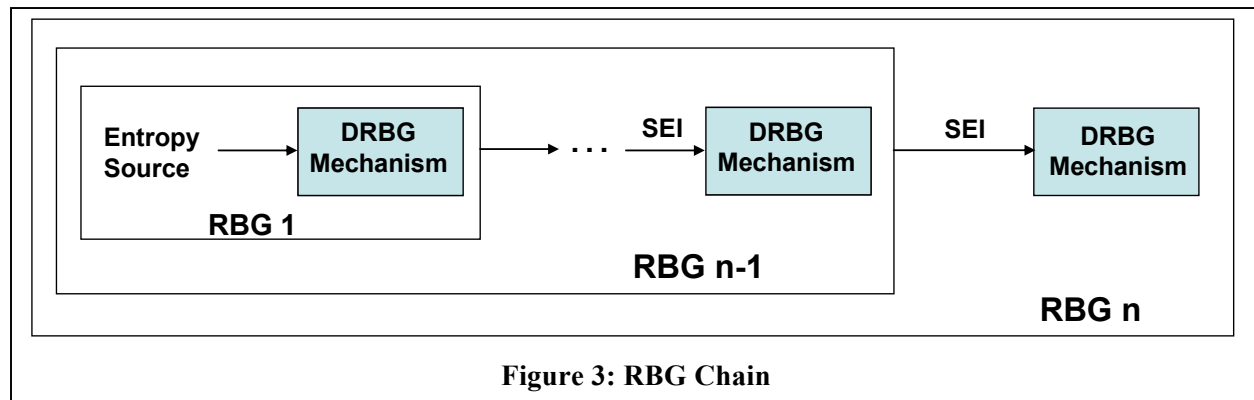 Entropy
Source
DRBG
Mechanism
RBG 1
. . .
SEI
DRBG
Mechanism
RBG n-1
SEI
DRBG
Mechanism
RBG n
Figure 3: RBG Chain